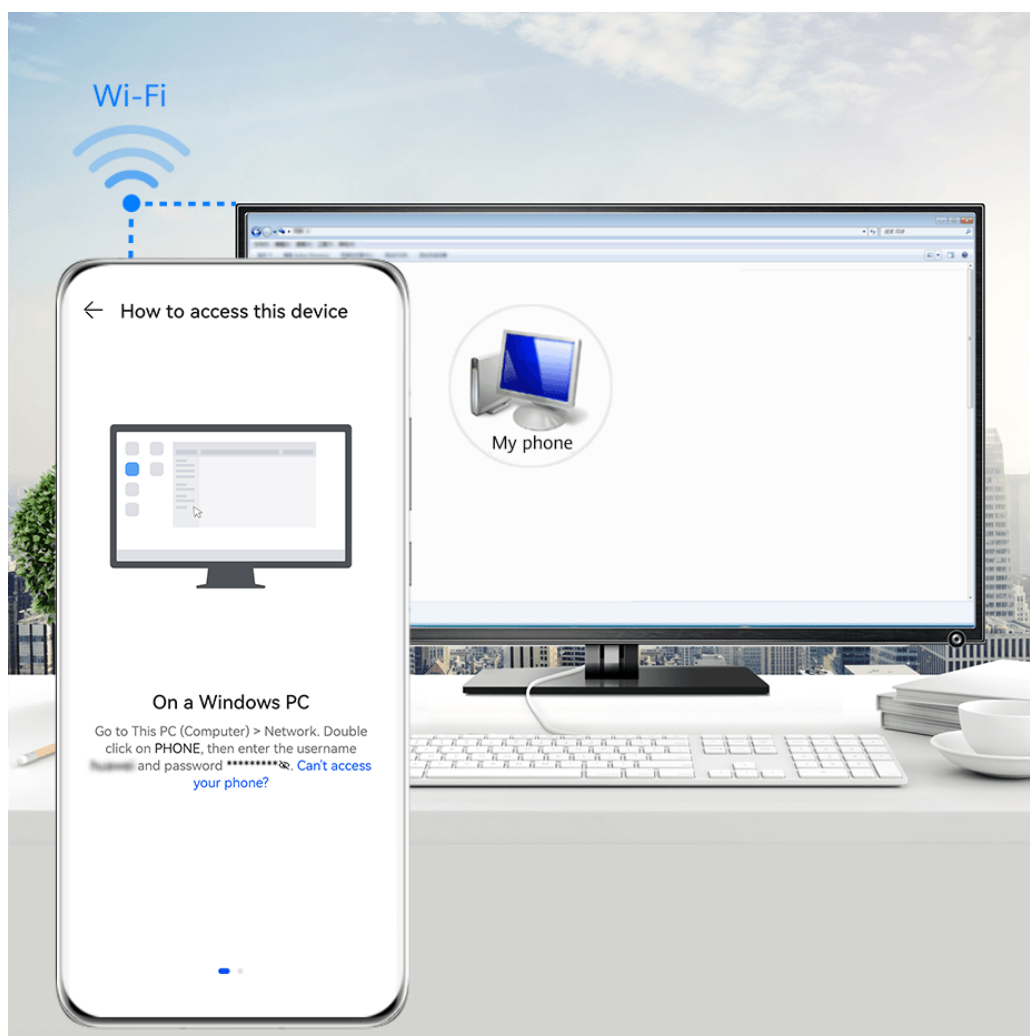 Wi-Fi
How to access this device
My phone
On a Windows PC
Go to This PC (Computer) > Network. Double
click on PHONE, then enter the username
and password *********. Can't access
your phone?